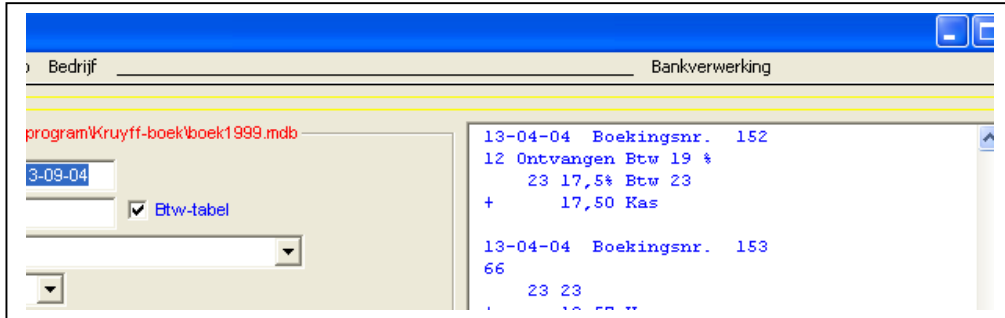 Bedrijf Bankverwerking
program\Kruyff-boek\boek1999.mdb
3-09-04
Btw-tabel
13-04-04 Boekingsnr. 152
12 Ontvangen Btw 19 %
23 17,5% Btw 23
+ 17,50 Kas
13-04-04 Boekingsnr. 153
66
23 23